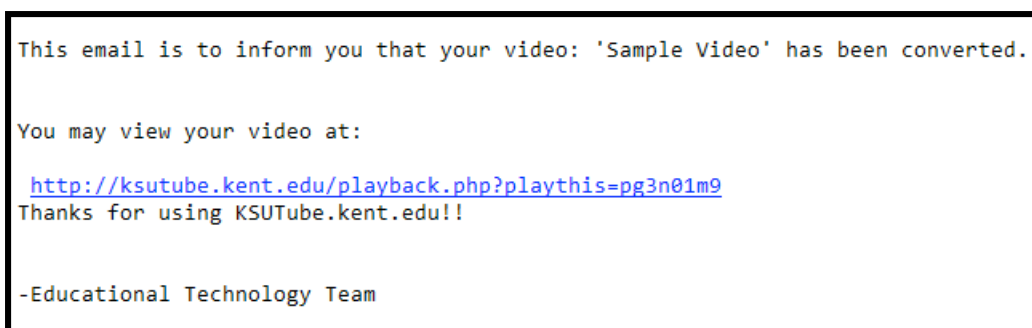 This email is to inform you that your video: 'Sample Video' has been converted.
You may view your video at:
http://ksutube.kent.edu/playback.php?playthis=pg3n01m9
Thanks for using KSUTube.kent.edu!!
-Educational Technology Team